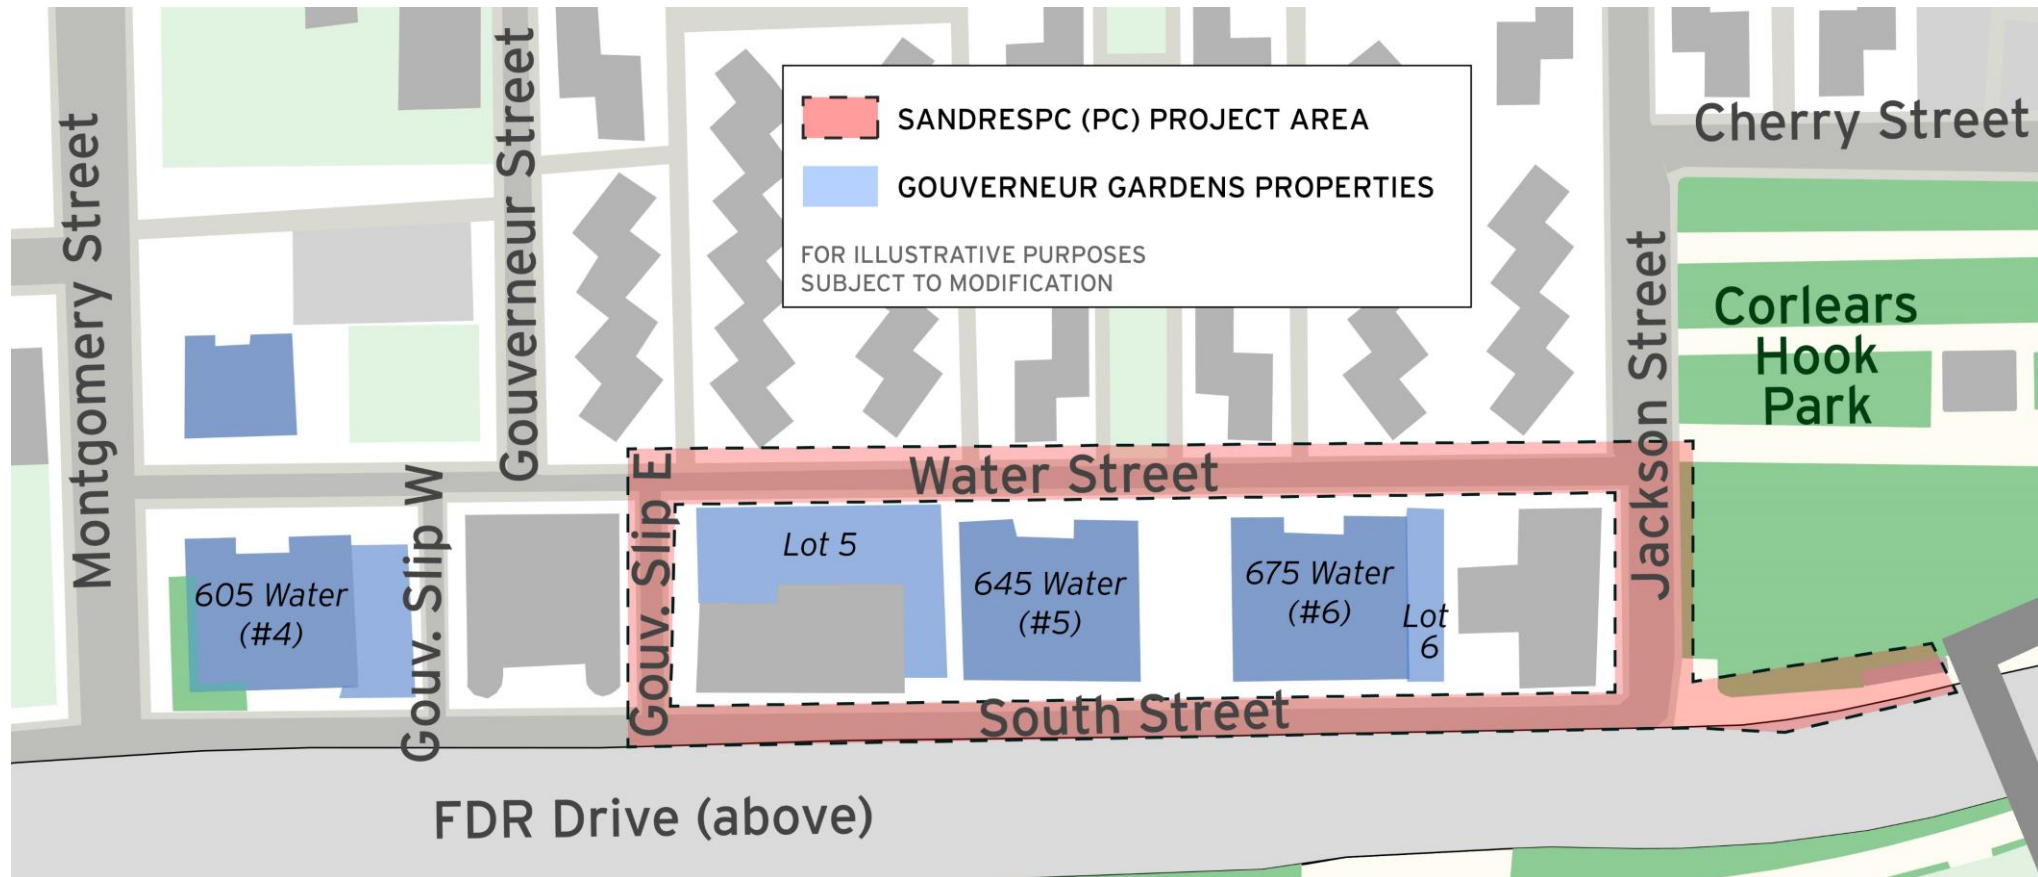 SANDRESPC (PC) PROJECT AREA
GOUVERNEUR GARDENS PROPERTIES
FOR ILLUSTRATIVE PURPOSES
SUBJECT TO MODIFICATION
Montgomery Street
Gouverneur Street
Cherry Street
Jackson Street
Corlears
Hook
Park
Water Street
Gouv. Slip W
Gouv. Slip E
605 Water
(#4)
Lot 5
645 Water
(#5)
675 Water
(#6)
Lot
6
South Street
FDR Drive (above)